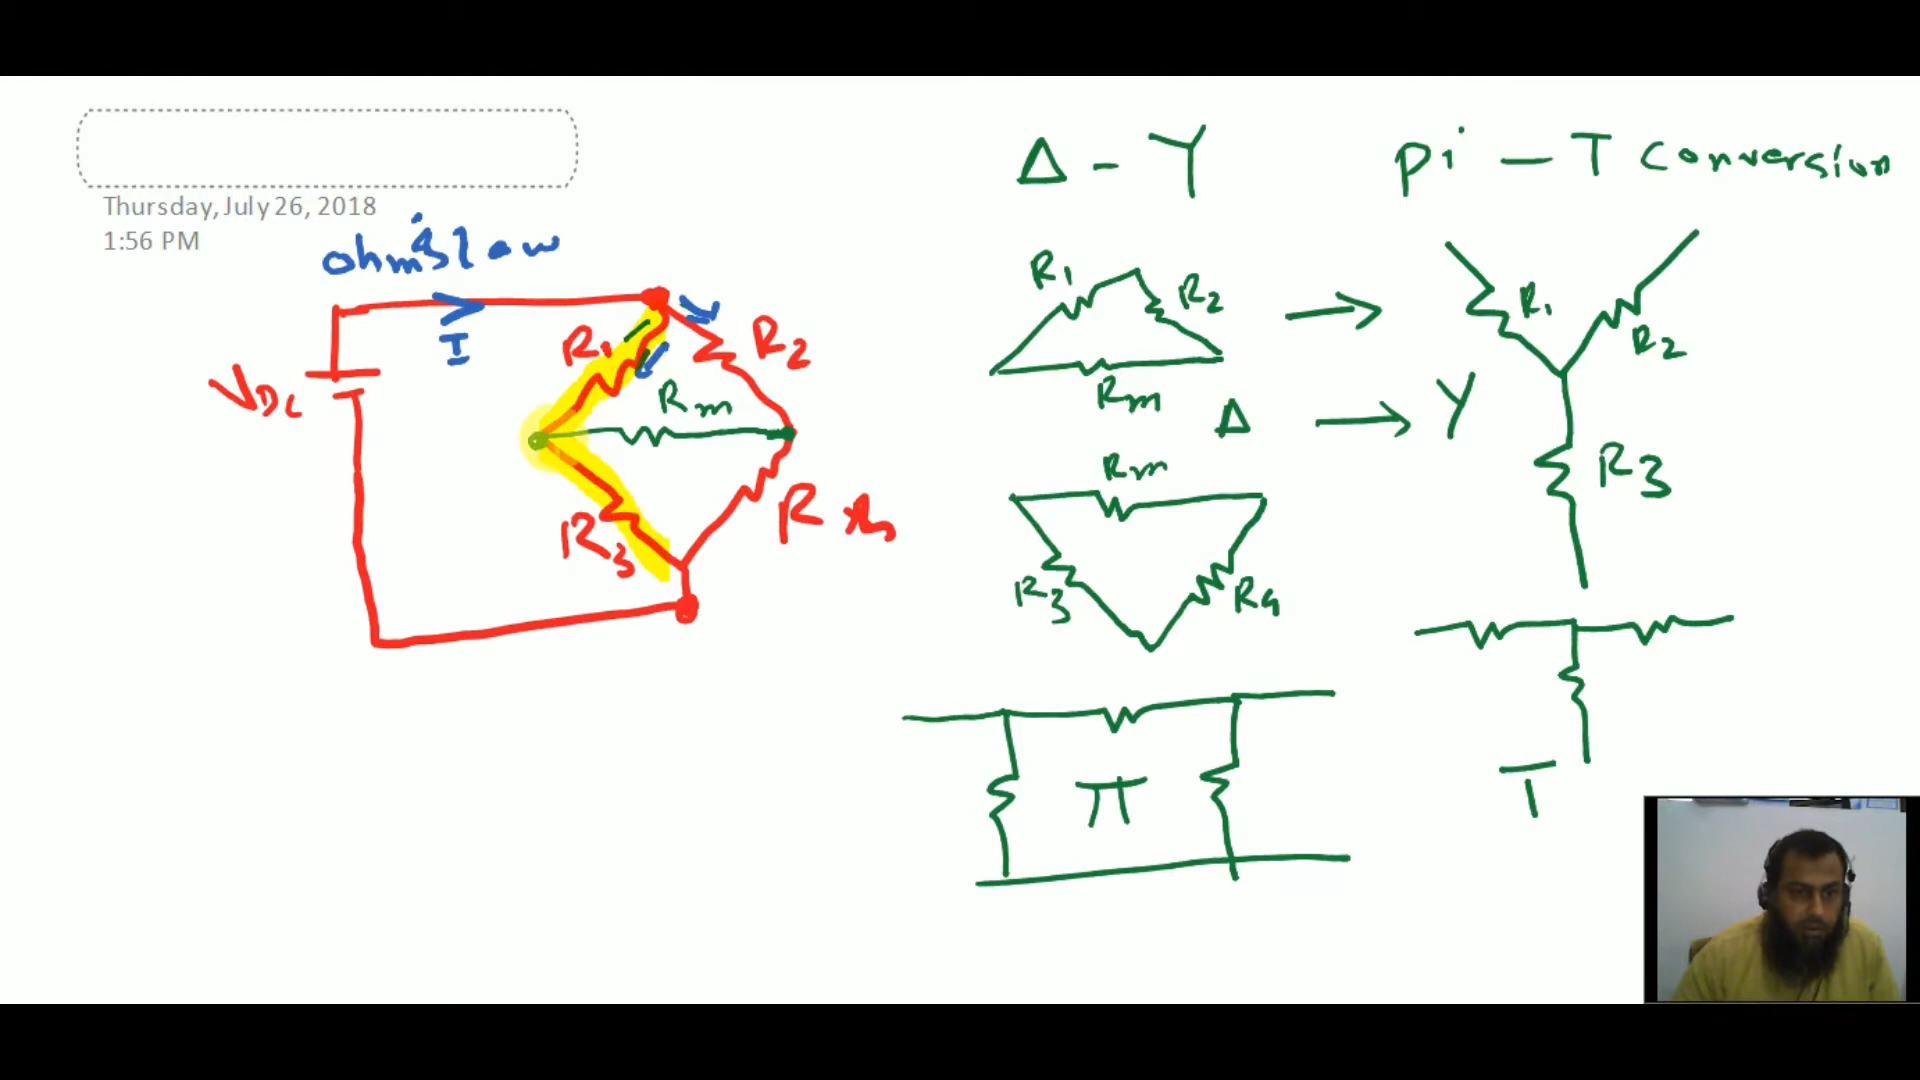 Δ - Y
pi - T conversion
Thursday, July 26, 2018
1:56 PM
ohm's law
I
VDC
R1
R2
Rm
R3
R
R1
R2
Rm
Δ → Y
R1
R2
R3
Rm
R3
R4
π
T